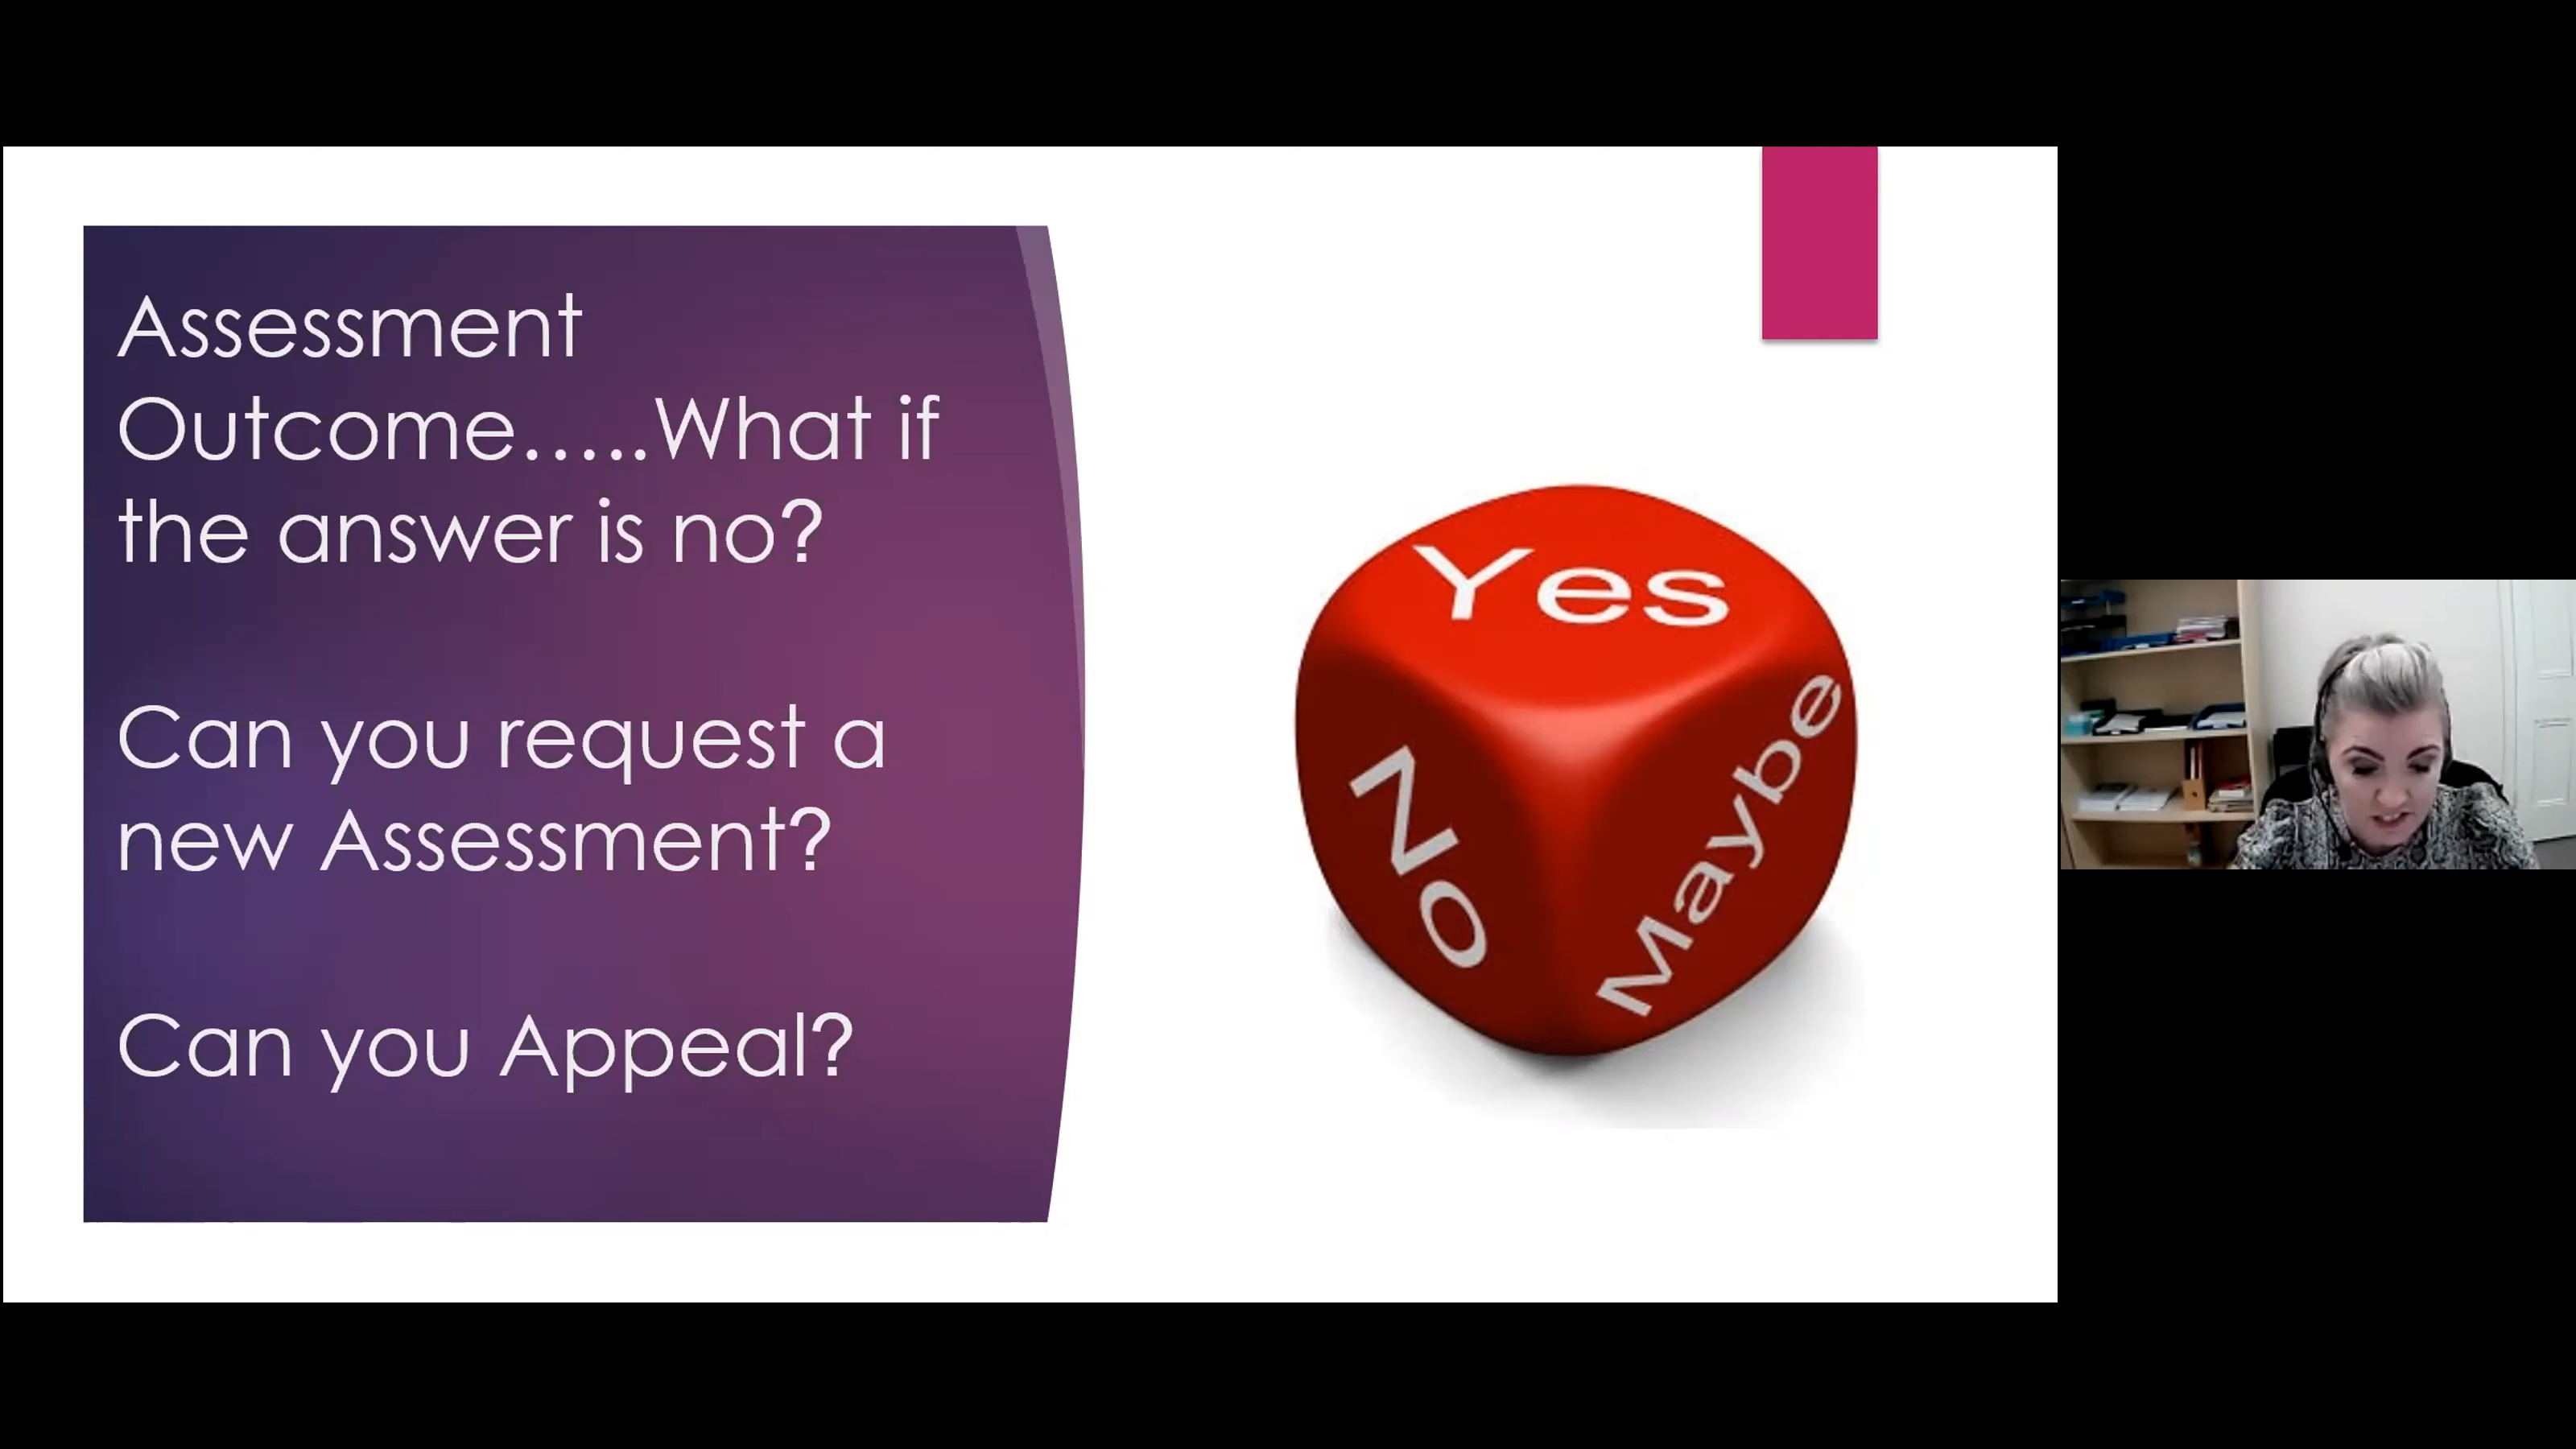 Assessment
Outcome.....What if
the answer is no?
Can you request a
new Assessment?
Can you Appeal?
Yes
No
Maybe